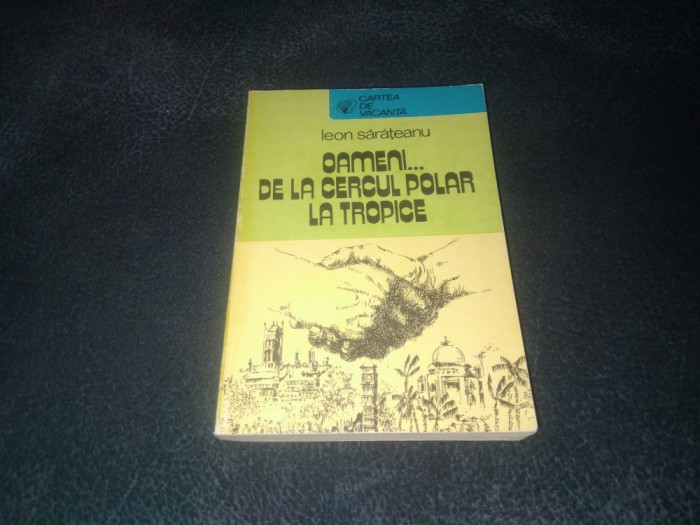 CARTEA
DE
VACANȚĂ
leon sărățeanu
OAMENI...
DE LA CERCUL POLAR
LA TROPICE